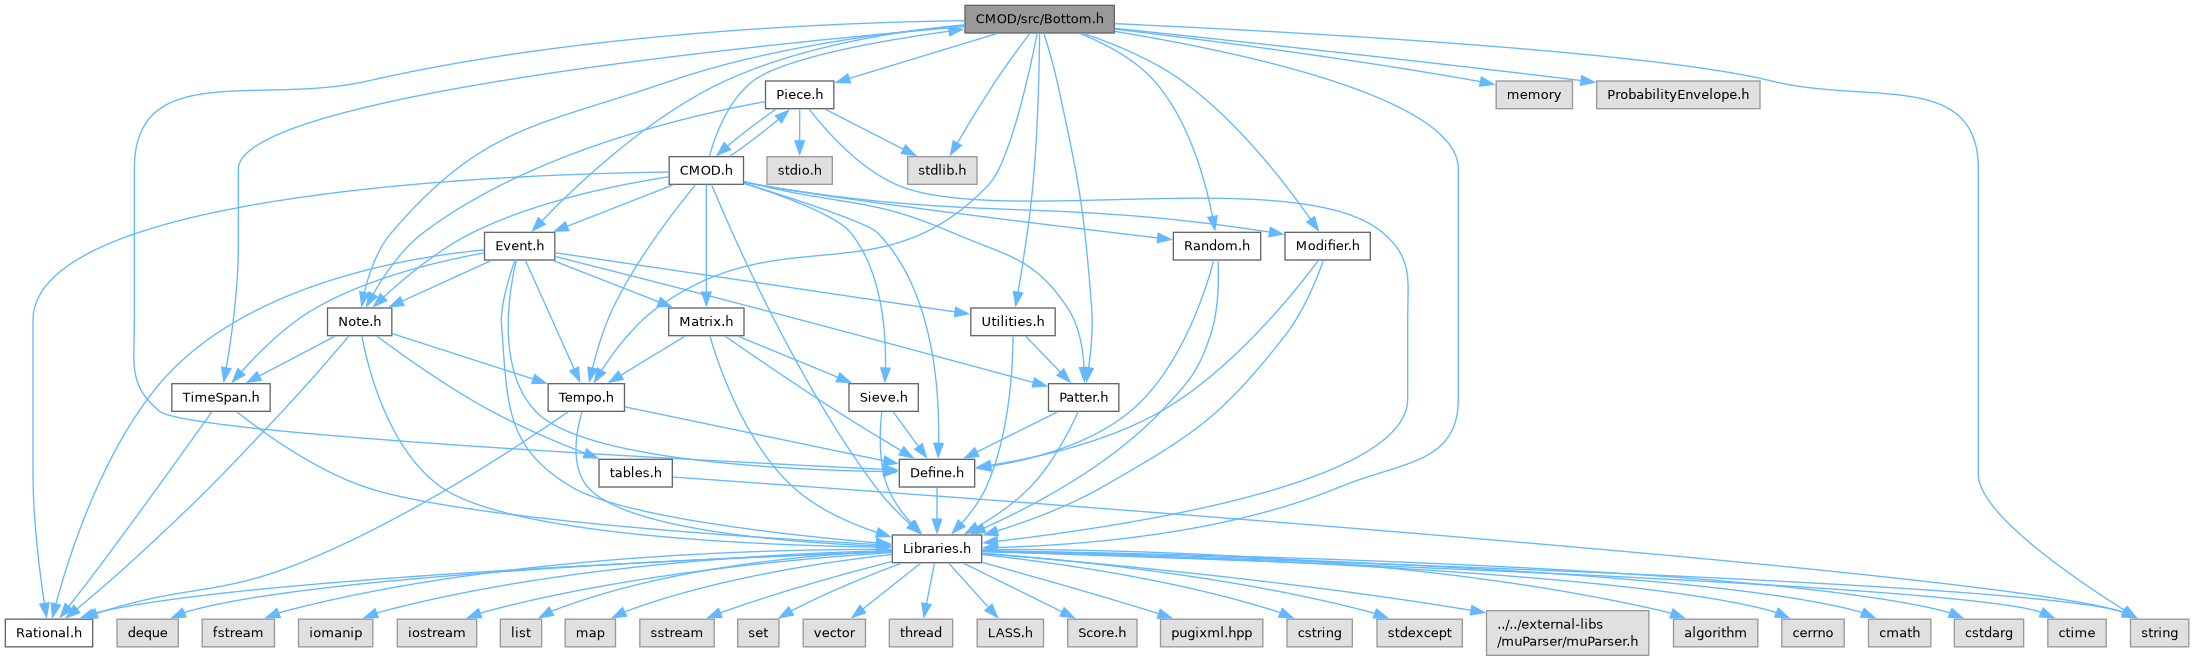 CMOD/src/Bottom.h
Piece.h
memory
ProbabilityEnvelope.h
CMOD.h
stdio.h
stdlib.h
Event.h
Random.h
Modifier.h
Note.h
Matrix.h
Utilities.h
TimeSpan.h
Tempo.h
Sieve.h
Patter.h
tables.h
Define.h
Libraries.h
Rational.h
deque
fstream
iomanip
iostream
list
map
sstream
set
vector
thread
LASS.h
Score.h
pugixml.hpp
cstring
stdexcept
../../external-libs
/muParser/muParser.h
algorithm
cerrno
cmath
cstdarg
ctime
string